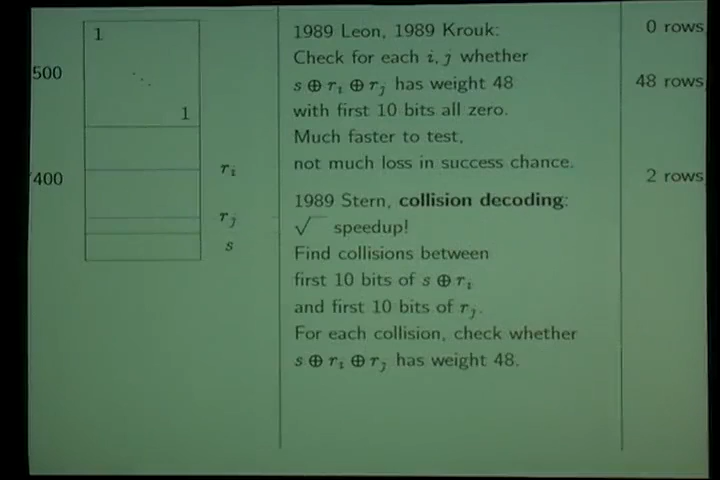 1
500
1
400
r_i
r_j
s
1989 Leon, 1989 Krouk:
Check for each i, j whether
s ⊕ r_i ⊕ r_j has weight 48
with first 10 bits all zero.
Much faster to test,
not much loss in success chance.
1989 Stern, collision decoding:
√ speedup!
Find collisions between
first 10 bits of s ⊕ r_i
and first 10 bits of r_j.
For each collision, check whether
s ⊕ r_i ⊕ r_j has weight 48.
0 rows
48 rows
2 rows